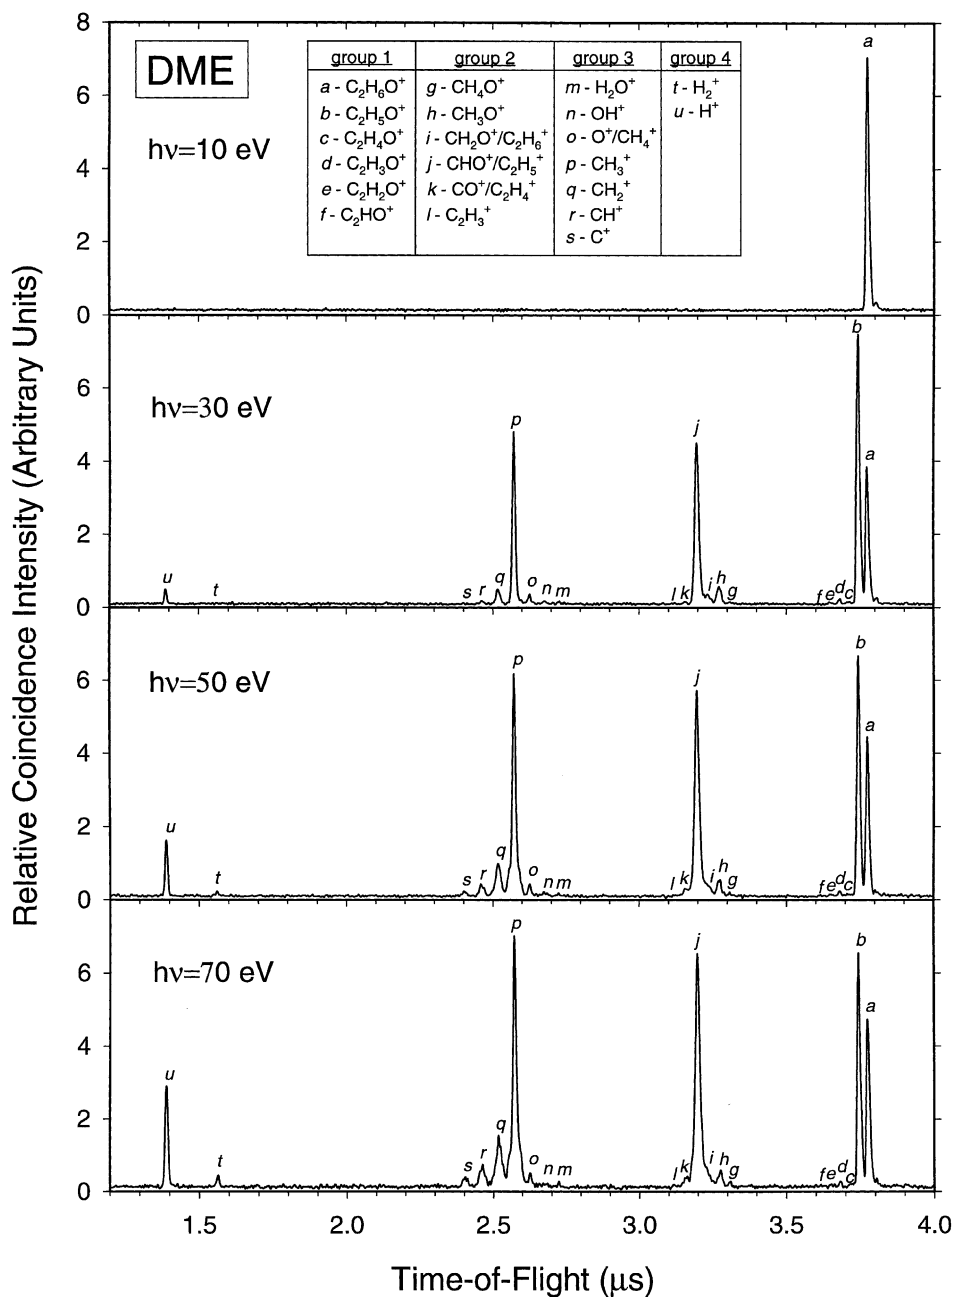 DME
hν=10 eV
group 1 group 2 group 3 group 4
a - C₂H₆O⁺ g - CH₄O⁺ m - H₂O⁺ t - H₂⁺
b - C₂H₅O⁺ h - CH₃O⁺ n - OH⁺ u - H⁺
c - C₂H₄O⁺ i - CH₂O⁺/C₂H₆⁺ o - O⁺/CH₄⁺
d - C₂H₃O⁺ j - CHO⁺/C₂H₅⁺ p - CH₃⁺
e - C₂H₂O⁺ k - CO⁺/C₂H₄⁺ q - CH₂⁺
f - C₂HO⁺ l - C₂H₃⁺ r - CH⁺
s - C⁺
a
8
6
4
2
0
hν=30 eV
u t s r q p o n m l k j i h g f e d c b a
6
4
2
0
hν=50 eV
u t s r q p o n m l k j i h g f e d c b a
6
4
2
0
hν=70 eV
u t s r q p o n m l k j i h g f e d c b a
6
4
2
0
1.5 2.0 2.5 3.0 3.5 4.0
Time-of-Flight (μs)
Relative Coincidence Intensity (Arbitrary Units)